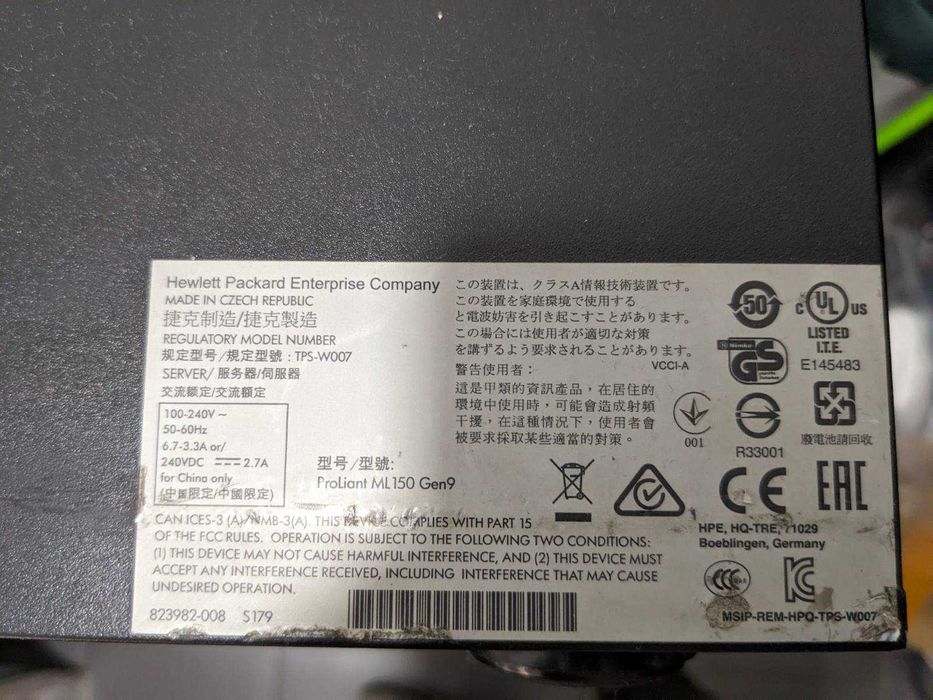 Hewlett Packard Enterprise Company
MADE IN CZECH REPUBLIC
捷克制造/捷克製造
REGULATORY MODEL NUMBER
规定型号/規定型號 : TPS-W007
SERVER/ 服务器/伺服器
交流额定/交流額定
100-240V ~
50-60Hz
6.7-3.3A or/
240VDC ⎓ 2.7A
for China only
(中国限定/中國限定)
型号/型號:
ProLiant ML150 Gen9
この装置は、クラスA情報技術装置です。
この装置を家庭環境で使用する
と電波妨害を引き起こすことがあります。
この場合には使用者が適切な対策
を講ずるよう要求されることがあります。
VCCI-A
警告使用者：
這是甲類的資訊產品，在居住的
環境中使用時，可能會造成射頻
干擾，在這種情況下，使用者會
被要求採取某些適當的對策。
50
C UL US
LISTED
I.T.E.
E145483
Nemko
GS
001
R33001
廢電池請回收
CE
EAC
HPE, HQ-TRE, 71029
Boeblingen, Germany
CAN ICES-3 (A)/NMB-3(A). THIS DEVICE COMPLIES WITH PART 15
OF THE FCC RULES. OPERATION IS SUBJECT TO THE FOLLOWING TWO CONDITIONS:
(1) THIS DEVICE MAY NOT CAUSE HARMFUL INTERFERENCE, AND (2) THIS DEVICE MUST
ACCEPT ANY INTERFERENCE RECEIVED, INCLUDING INTERFERENCE THAT MAY CAUSE
UNDESIRED OPERATION.
823982-008 S179
CCC
MSIP-REM-HPQ-TPS-W007